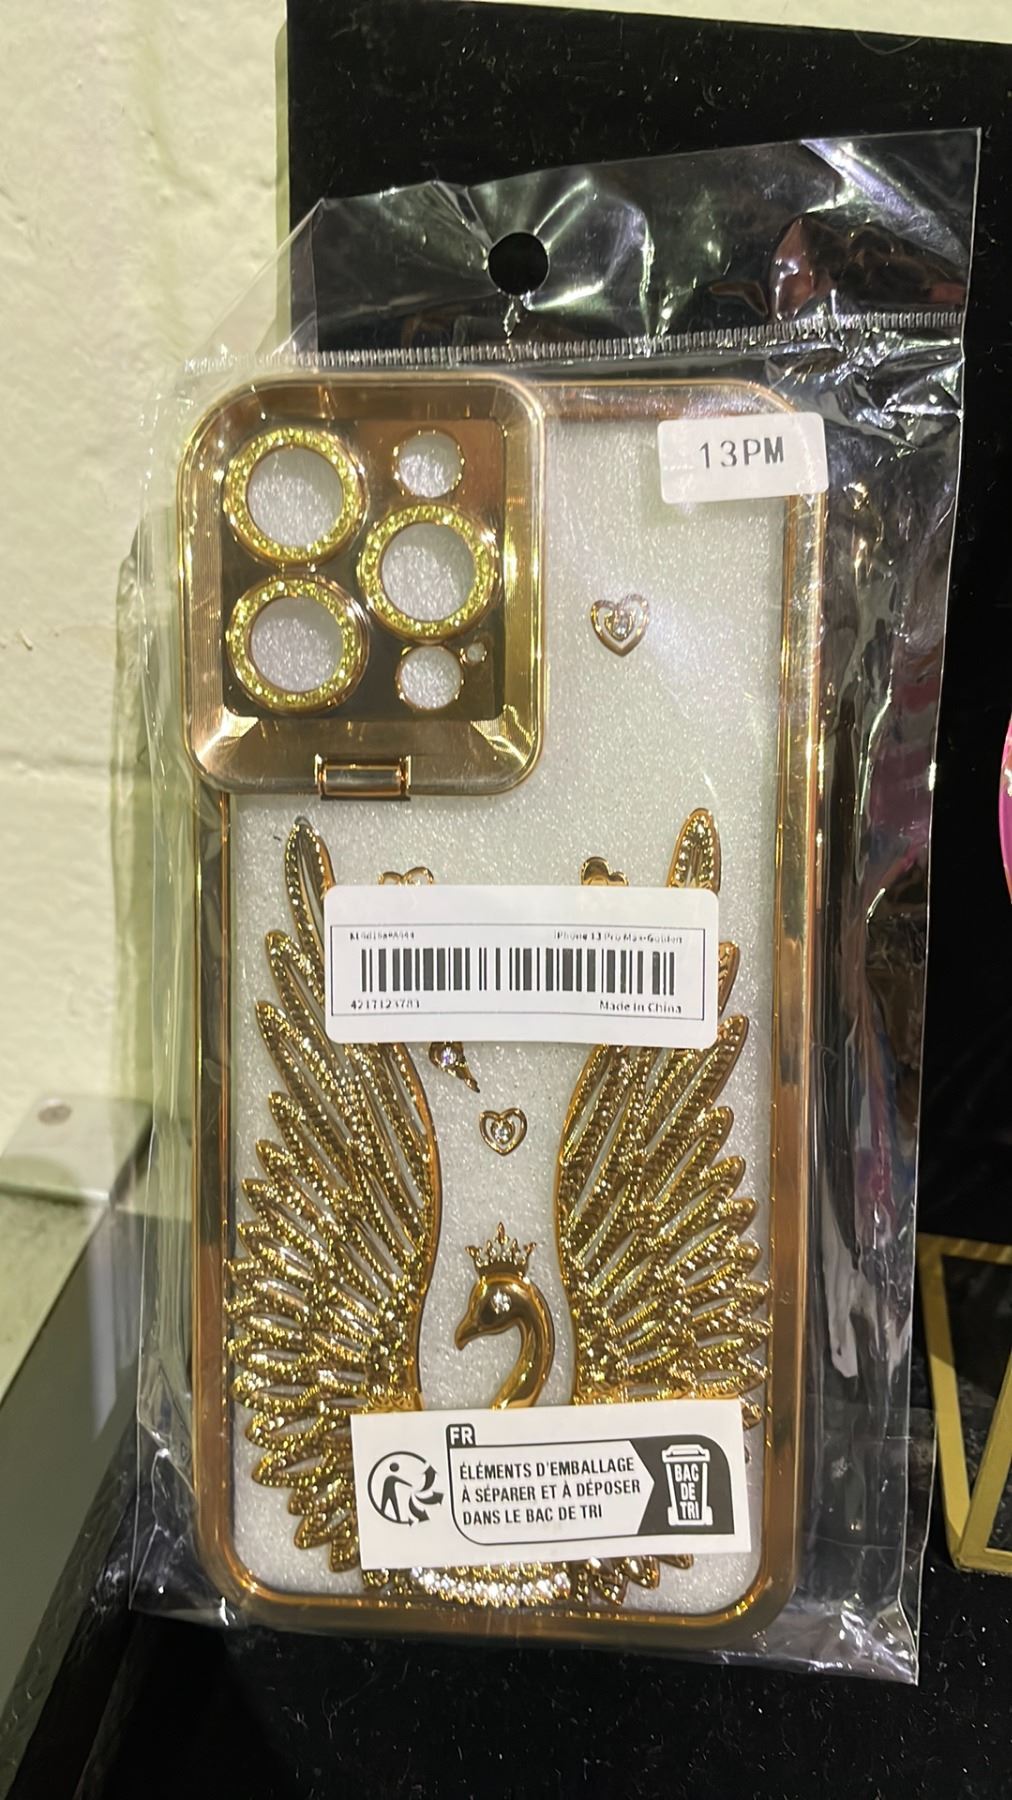 13PM
iPhone 13 Pro Max-Golden
4217123783
Made in China
FR
ÉLÉMENTS D'EMBALLAGE
À SÉPARER ET À DÉPOSER
DANS LE BAC DE TRI
BAC
DE
TRI